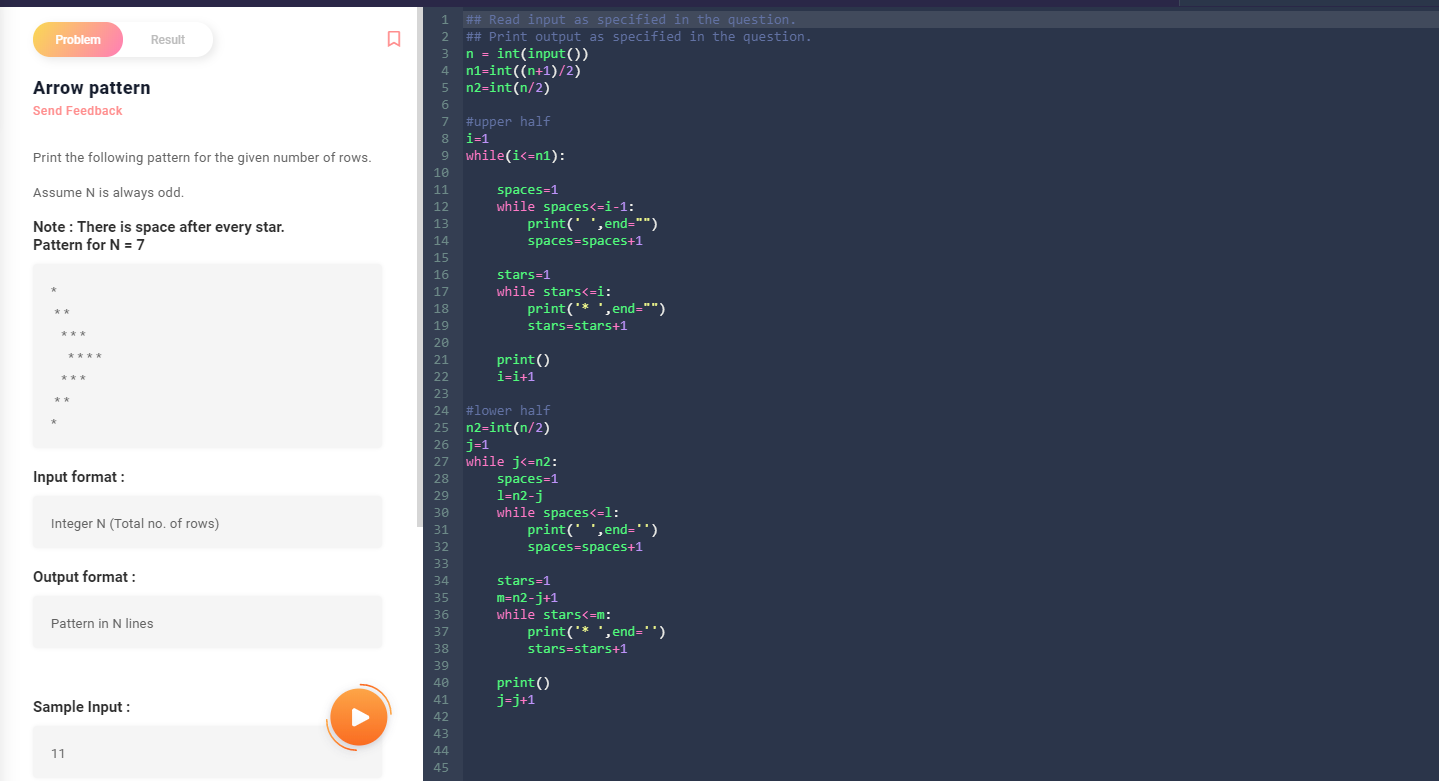 Problem
Result
Arrow pattern
Send Feedback
Print the following pattern for the given number of rows.
Assume N is always odd.
Note : There is space after every star.
Pattern for N = 7
*
 * *
   * * *
     * * * *
   * * *
 * *
*
Input format :
Integer N (Total no. of rows)
Output format :
Pattern in N lines
Sample Input :
11
1 ## Read input as specified in the question.
2 ## Print output as specified in the question.
3 n = int(input())
4 n1=int((n+1)/2)
5 n2=int(n/2)
6
7 #upper half
8 i=1
9 while(i<=n1):
10
11     spaces=1
12     while spaces<=i-1:
13         print(' ',end="")
14         spaces=spaces+1
15
16     stars=1
17     while stars<=i:
18         print('* ',end="")
19         stars=stars+1
20
21     print()
22     i=i+1
23
24 #lower half
25 n2=int(n/2)
26 j=1
27 while j<=n2:
28     spaces=1
29     l=n2-j
30     while spaces<=l:
31         print(' ',end='')
32         spaces=spaces+1
33
34     stars=1
35     m=n2-j+1
36     while stars<=m:
37         print('* ',end='')
38         stars=stars+1
39
40     print()
41     j=j+1
42
43
44
45